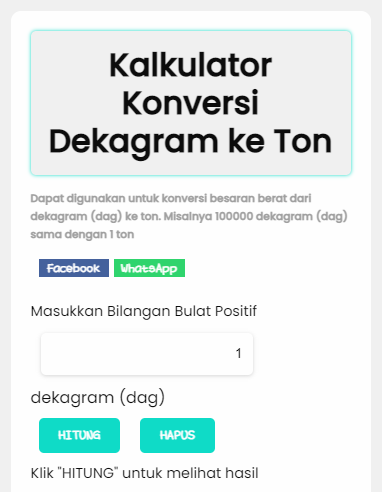 Kalkulator
Konversi
Dekagram ke Ton
Dapat digunakan untuk konversi besaran berat dari
dekagram (dag) ke ton. Misalnya 100000 dekagram (dag)
sama dengan 1 ton
Facebook WhatsApp
Masukkan Bilangan Bulat Positif
1
dekagram (dag)
HITUNG HAPUS
Klik "HITUNG" untuk melihat hasil